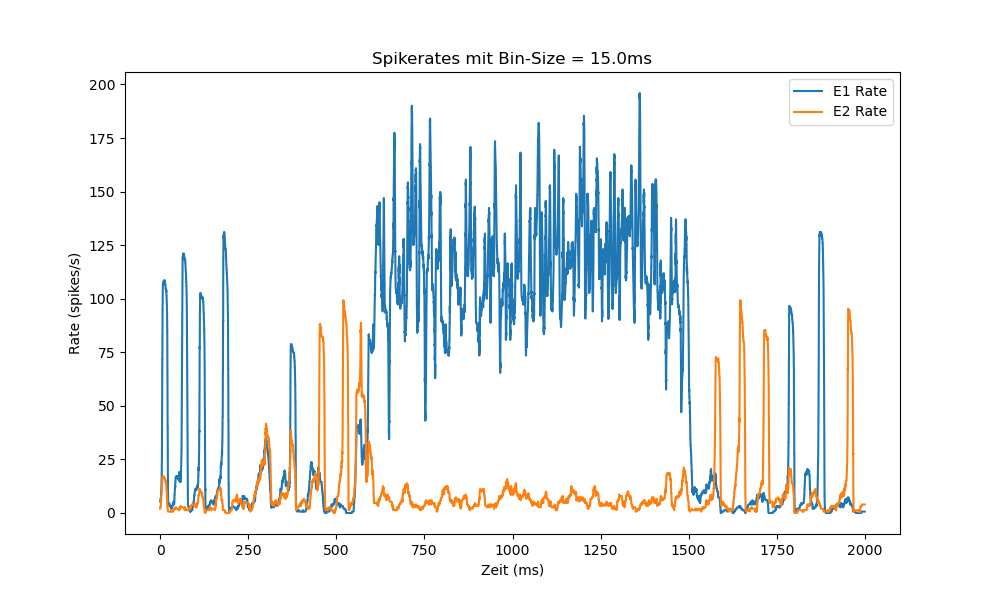 Spikerates mit Bin-Size = 15.0ms
E1 Rate
E2 Rate
200
175
150
125
100
75
50
25
0
Rate (spikes/s)
0 250 500 750 1000 1250 1500 1750 2000
Zeit (ms)